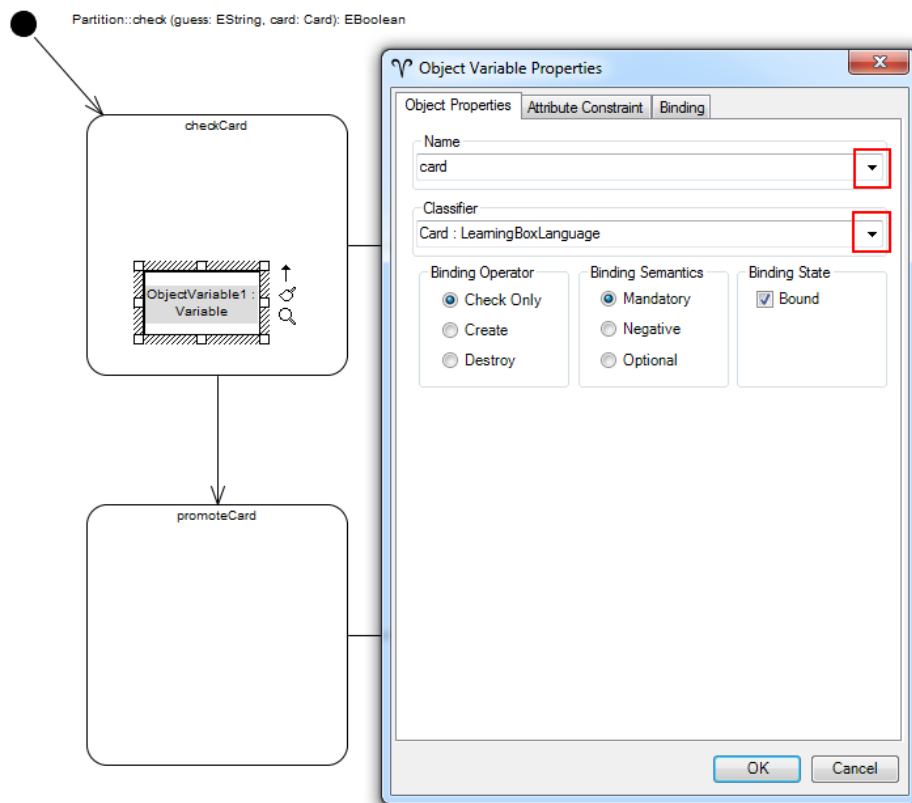 Partition::check (guess: EString, card: Card): EBoolean
checkCard
ObjectVariable1 :
Variable
promoteCard
Object Variable Properties
Object Properties Attribute Constraint Binding
Name
card
Classifier
Card : LearningBoxLanguage
Binding Operator Binding Semantics Binding State
Check Only Mandatory Bound
Create Negative
Destroy Optional
OK Cancel